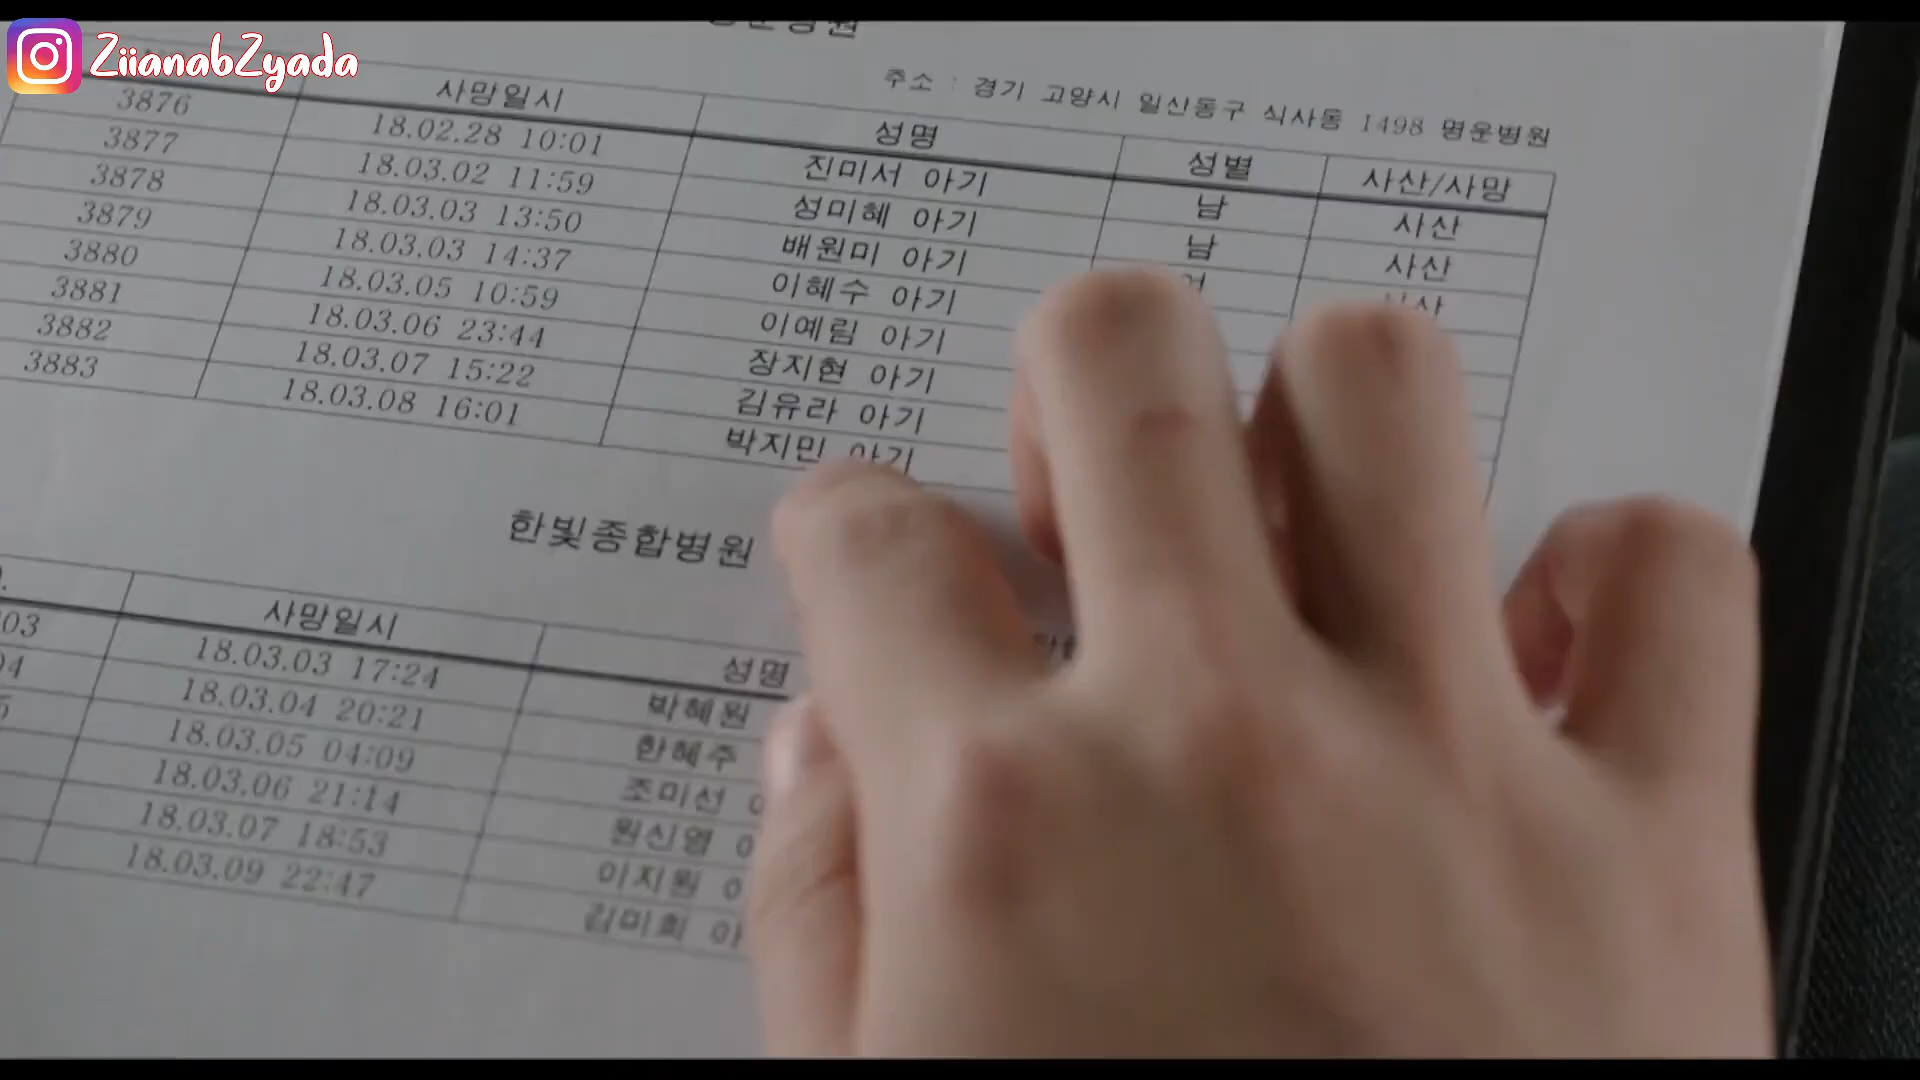 ZiianabZyada
주소 : 경기 고양시 일산동구 식사동 1498 명운병원
사망일시 성명 성별 사산/사망
3876 18.02.28 10:01 진미서 아기 남 사산
3877 18.03.02 11:59 성미혜 아기 남 사산
3878 18.03.03 13:50 배원미 아기
3879 18.03.03 14:37 이혜수 아기
3880 18.03.05 10:59 이예림 아기
3881 18.03.06 23:44 장지현 아기
3882 18.03.07 15:22 김유라 아기
3883 18.03.08 16:01 박지민 아기
한빛종합병원
사망일시 성명
03 18.03.03 17:24 박혜원
04 18.03.04 20:21 한혜주
18.03.05 04:09 조미선
18.03.06 21:14 원신영
18.03.07 18:53 이지원
18.03.09 22:47 김미희